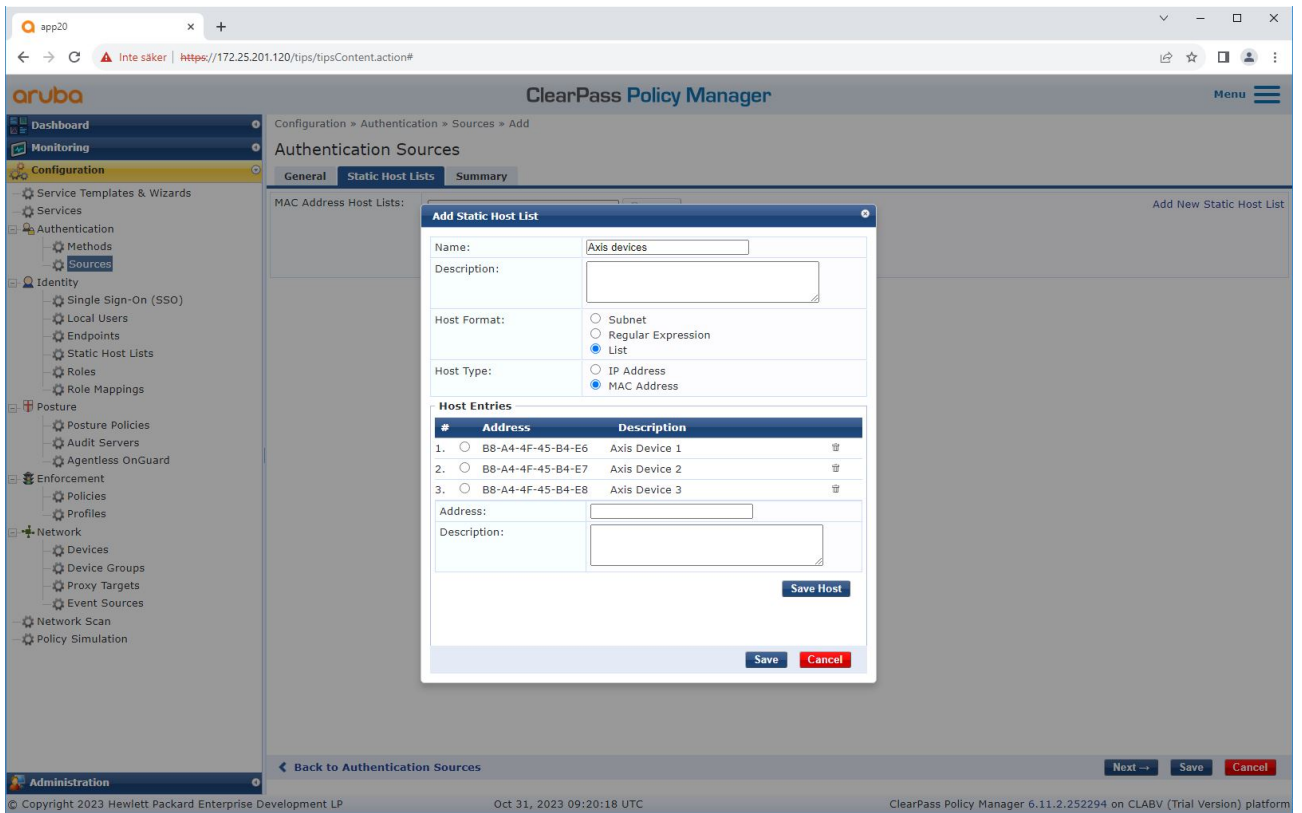 app20
Inte säker | https://172.25.201.120/tips/tipsContent.action#
aruba
ClearPass Policy Manager
Menu
Dashboard
Monitoring
Configuration
Service Templates & Wizards
Services
Authentication
Methods
Sources
Identity
Single Sign-On (SSO)
Local Users
Endpoints
Static Host Lists
Roles
Role Mappings
Posture
Posture Policies
Audit Servers
Agentless OnGuard
Enforcement
Policies
Profiles
Network
Devices
Device Groups
Proxy Targets
Event Sources
Network Scan
Policy Simulation
Administration
Configuration » Authentication » Sources » Add
Authentication Sources
General Static Host Lists Summary
MAC Address Host Lists:
Add New Static Host List
Add Static Host List
Name: Axis devices
Description:
Host Format: Subnet
Regular Expression
List
Host Type: IP Address
MAC Address
Host Entries
# Address Description
1. B8-A4-4F-45-B4-E6 Axis Device 1
2. B8-A4-4F-45-B4-E7 Axis Device 2
3. B8-A4-4F-45-B4-E8 Axis Device 3
Address:
Description:
Save Host
Save Cancel
Back to Authentication Sources
Next → Save Cancel
© Copyright 2023 Hewlett Packard Enterprise Development LP Oct 31, 2023 09:20:18 UTC ClearPass Policy Manager 6.11.2.252294 on CLABV (Trial Version) platform